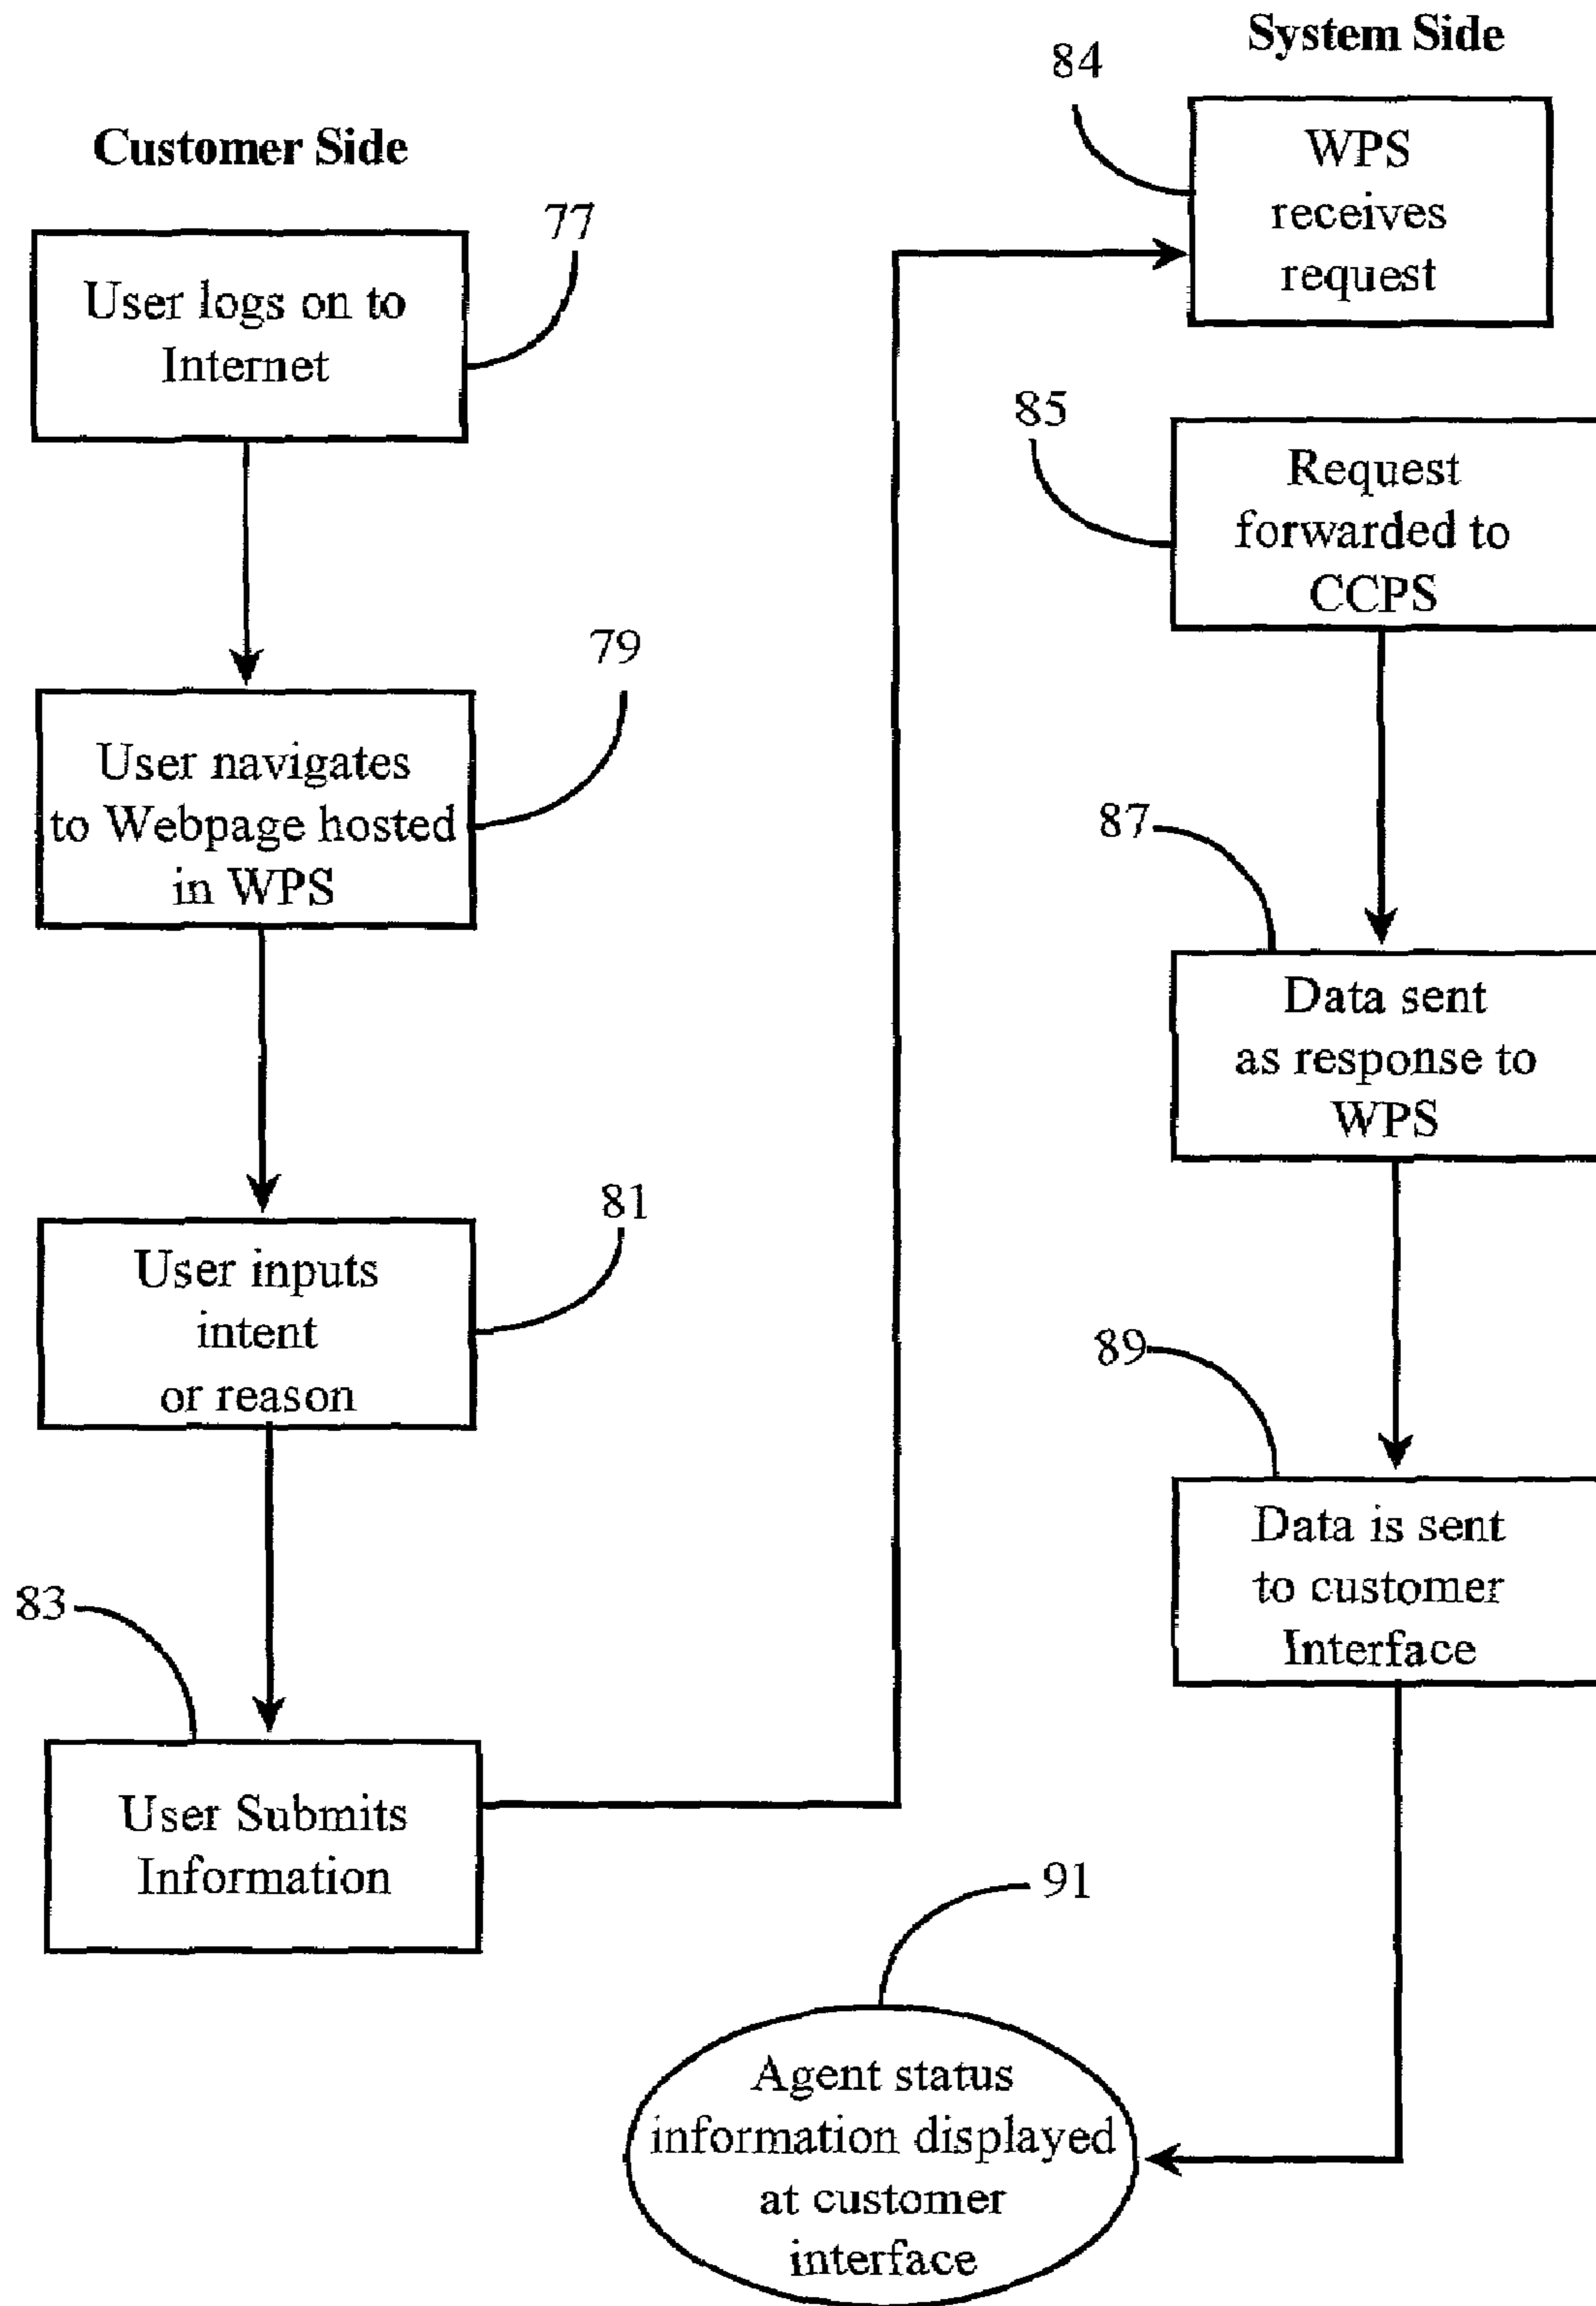 Customer Side
77
User logs on to
Internet
79
User navigates
to Webpage hosted
in WPS
81
User inputs
intent
or reason
83
User Submits
Information
System Side
84
WPS
receives
request
85
Request
forwarded to
CCPS
87
Data sent
as response to
WPS
89
Data is sent
to customer
Interface
91
Agent status
information displayed
at customer
interface